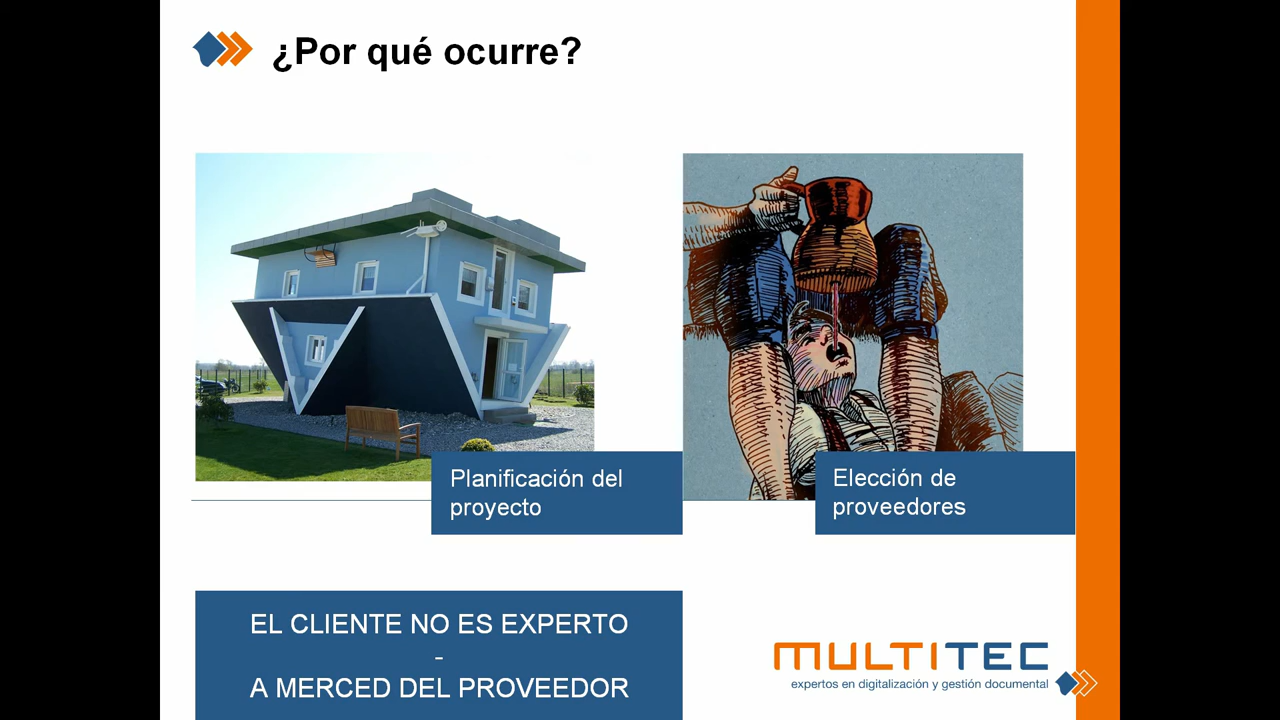 ¿Por qué ocurre?
Planificación del
proyecto
Elección de
proveedores
EL CLIENTE NO ES EXPERTO
-
A MERCED DEL PROVEEDOR
MULTITEC
expertos en digitalización y gestión documental